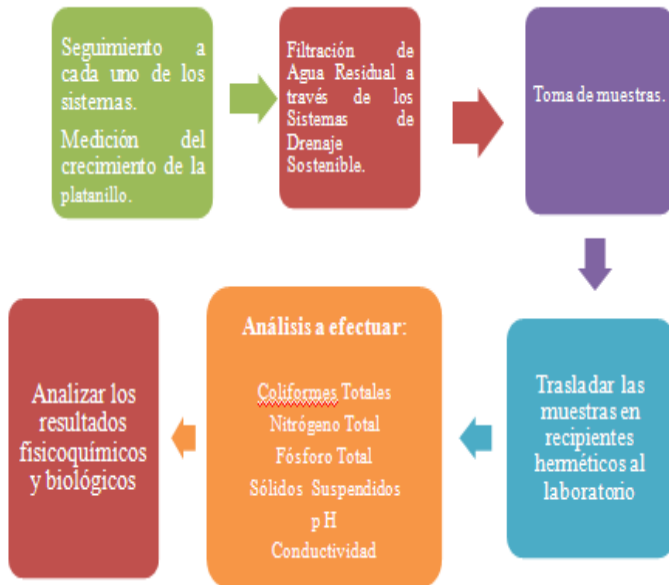 Seguimiento a
cada uno de los
sistemas.
Medición del
crecimiento de la
platanillo.
Filtración de
Agua Residual a
través de los
Sistemas de
Drenaje
Sostenible.
Toma de muestras.
Trasladar las
muestras en
recipientes
herméticos al
laboratorio
Análisis a efectuar:
Coliformes Totales
Nitrógeno Total
Fósforo Total
Sólidos Suspendidos
p H
Conductividad
Analizar los
resultados
fisicoquímicos
y biológicos